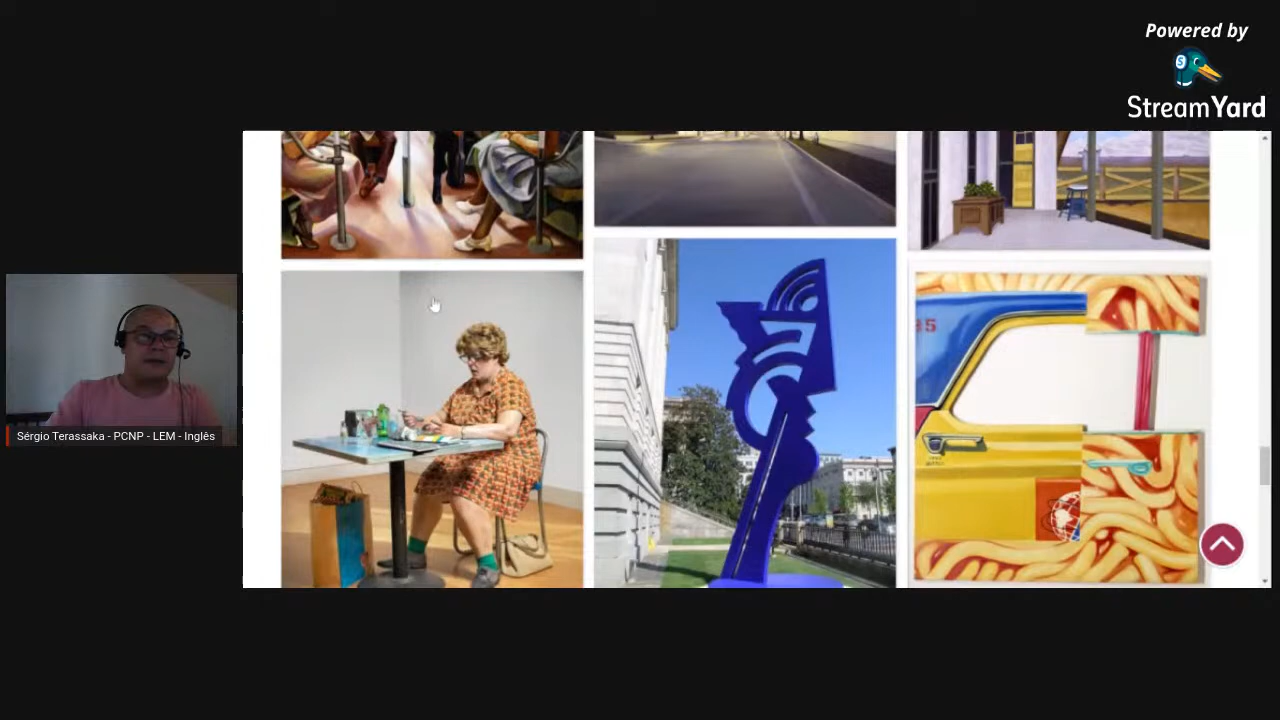 Powered by
StreamYard
Sérgio Terassaka - PCNP - LEM - Inglês